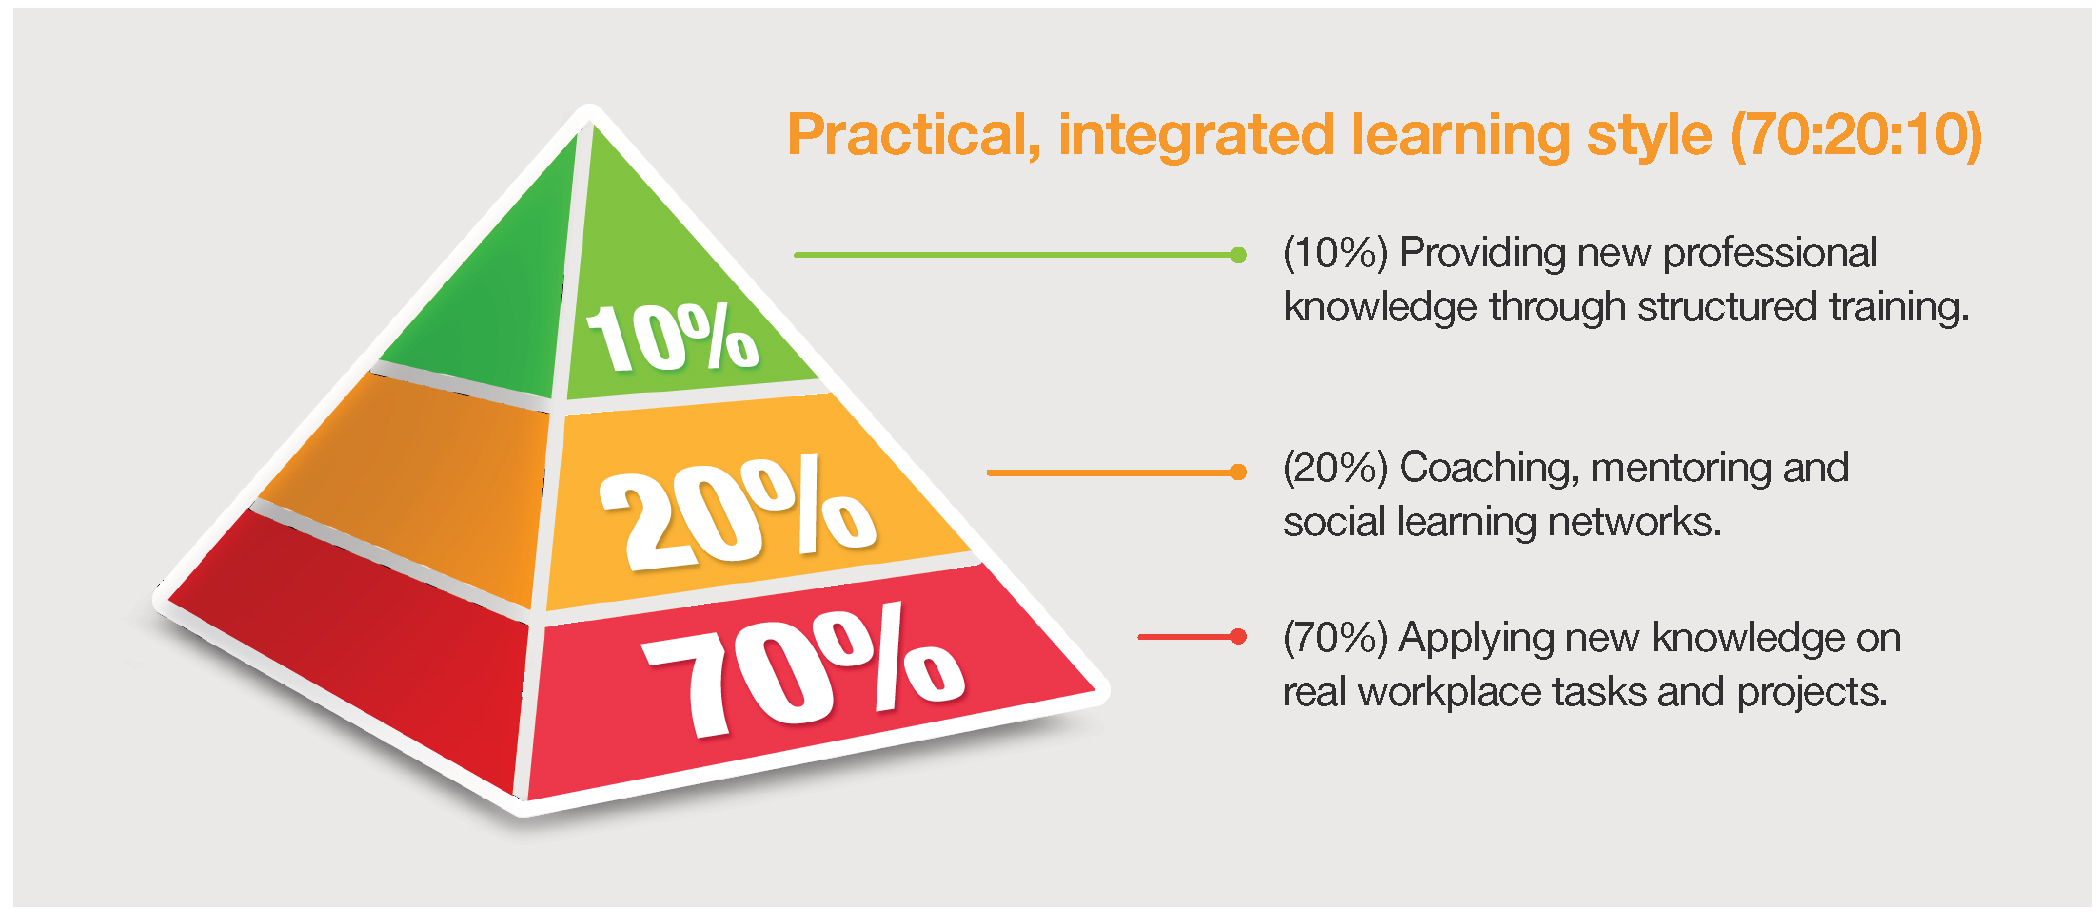 Practical, integrated learning style (70:20:10)
10%
(10%) Providing new professional
knowledge through structured training.
20%
(20%) Coaching, mentoring and
social learning networks.
70%
(70%) Applying new knowledge on
real workplace tasks and projects.